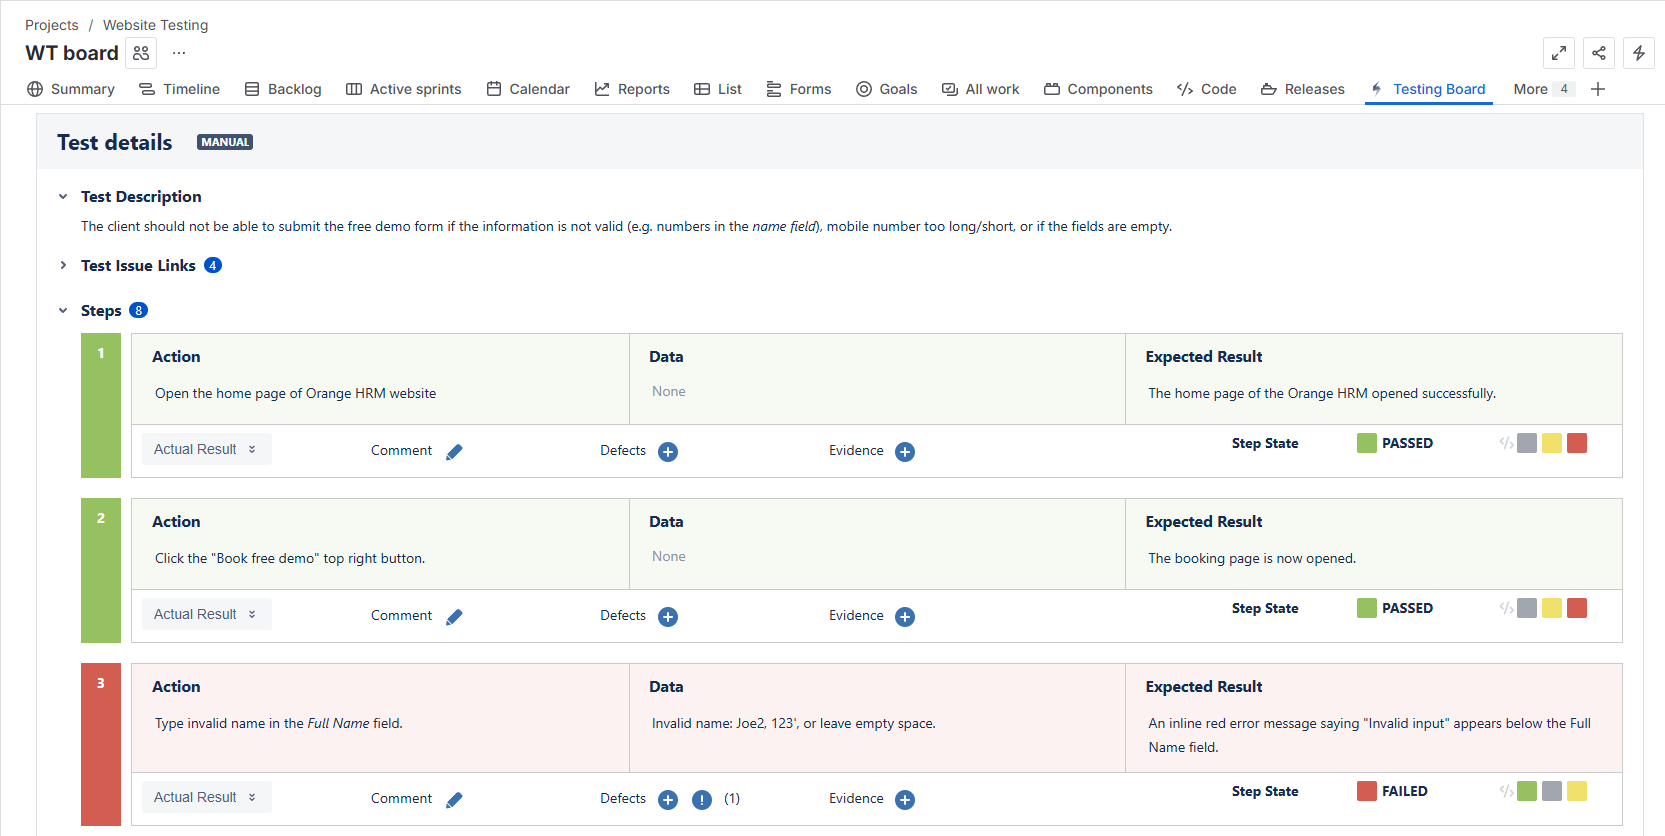 Projects / Website Testing
WT board ...
Summary Timeline Backlog Active sprints Calendar Reports List Forms Goals All work Components Code Releases Testing Board More 4
Test details MANUAL
Test Description
The client should not be able to submit the free demo form if the information is not valid (e.g. numbers in the name field), mobile number too long/short, or if the fields are empty.
Test Issue Links 4
Steps 8
1 Action Data Expected Result
Open the home page of Orange HRM website None The home page of the Orange HRM opened successfully.
Actual Result Comment Defects Evidence Step State PASSED </>
2 Action Data Expected Result
Click the "Book free demo" top right button. None The booking page is now opened.
Actual Result Comment Defects Evidence Step State PASSED </>
3 Action Data Expected Result
Type invalid name in the Full Name field. Invalid name: Joe2, 123', or leave empty space. An inline red error message saying "Invalid input" appears below the Full
Name field.
Actual Result Comment Defects ! (1) Evidence Step State FAILED </>